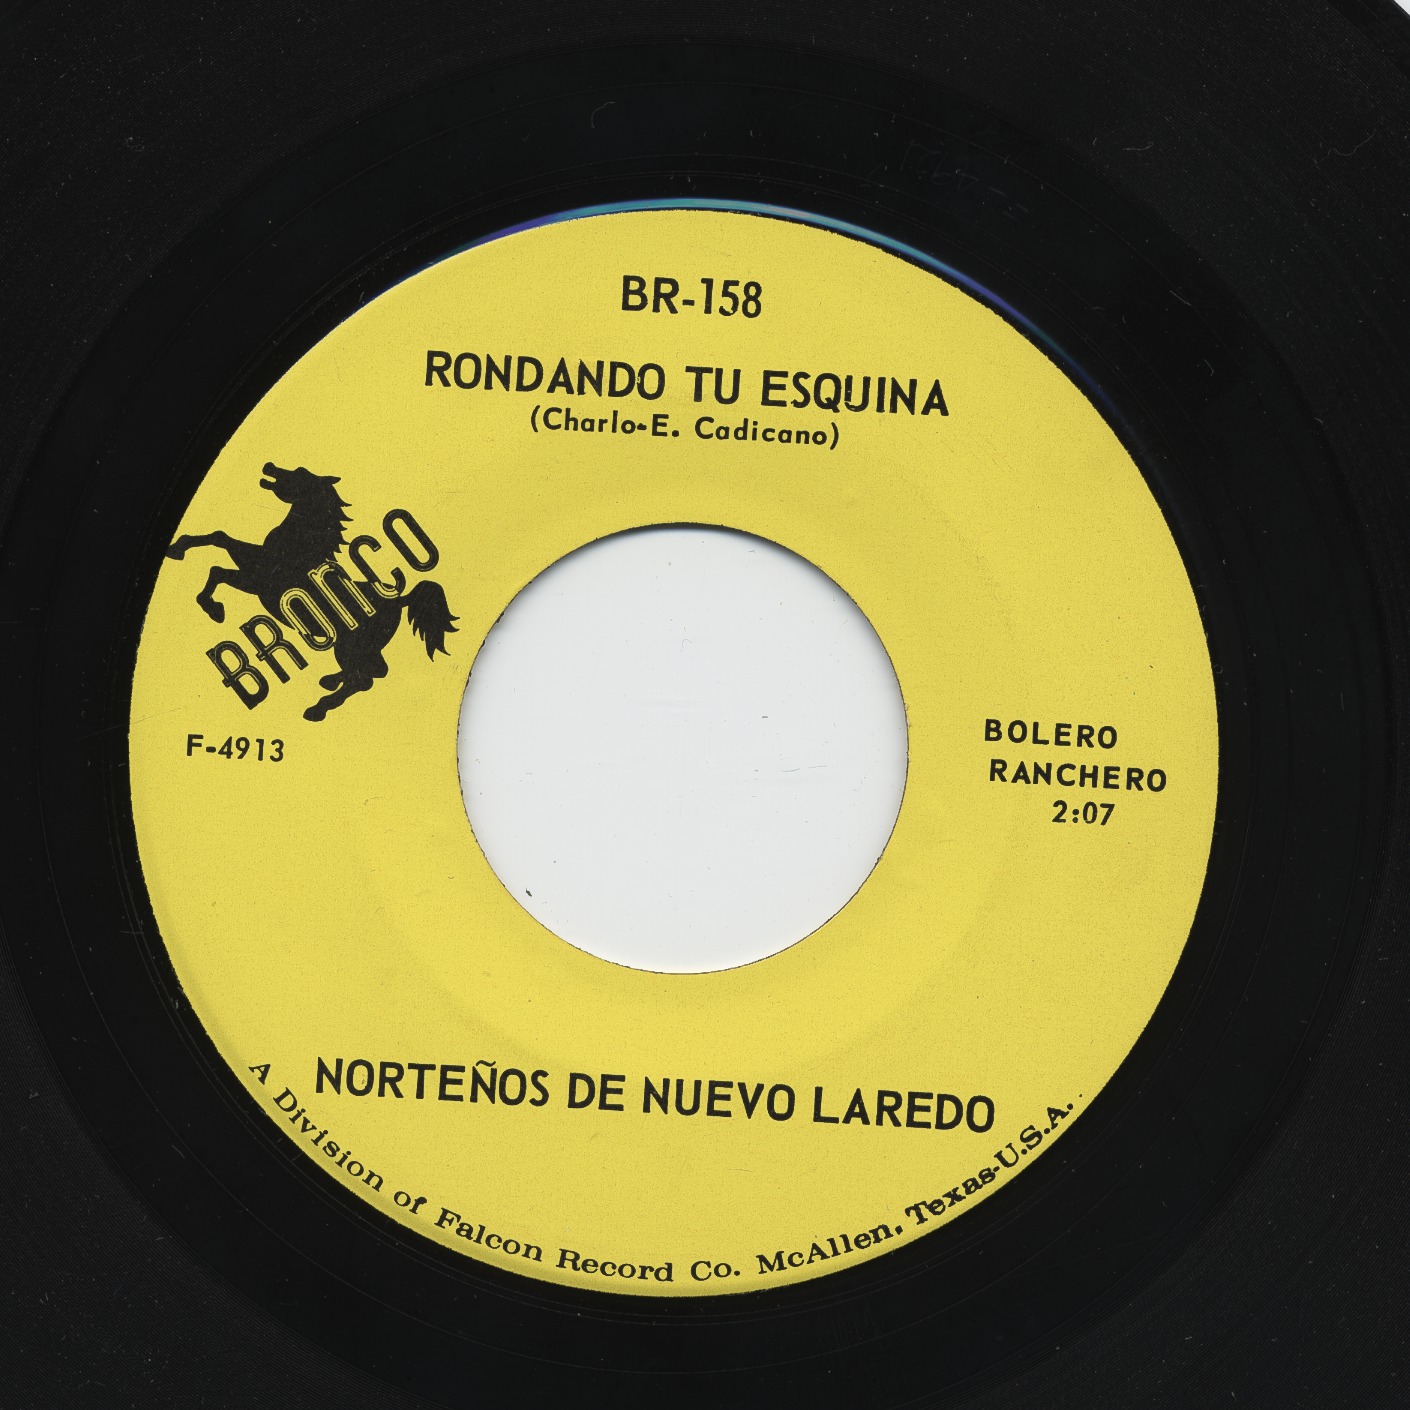 BR-158
RONDANDO TU ESQUINA
(Charlo-E. Cadicano)
BRONCO
F-4913
BOLERO
RANCHERO
2:07
NORTEÑOS DE NUEVO LAREDO
A Division of Falcon Record Co. McAllen, Texas-U.S.A.